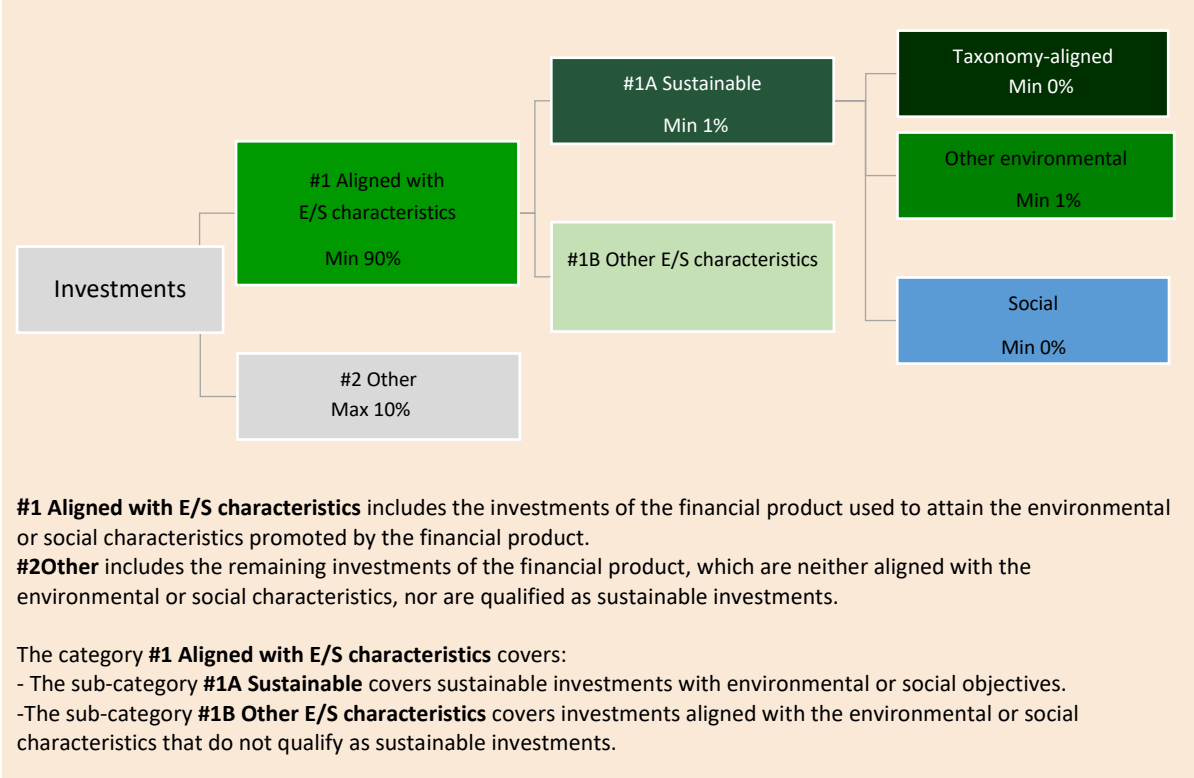 Investments
#1 Aligned with
E/S characteristics
Min 90%
#2 Other
Max 10%
#1A Sustainable
Min 1%
#1B Other E/S characteristics
Taxonomy-aligned
Min 0%
Other environmental
Min 1%
Social
Min 0%
#1 Aligned with E/S characteristics includes the investments of the financial product used to attain the environmental
or social characteristics promoted by the financial product.
#2Other includes the remaining investments of the financial product, which are neither aligned with the
environmental or social characteristics, nor are qualified as sustainable investments.
The category #1 Aligned with E/S characteristics covers:
- The sub-category #1A Sustainable covers sustainable investments with environmental or social objectives.
-The sub-category #1B Other E/S characteristics covers investments aligned with the environmental or social
characteristics that do not qualify as sustainable investments.